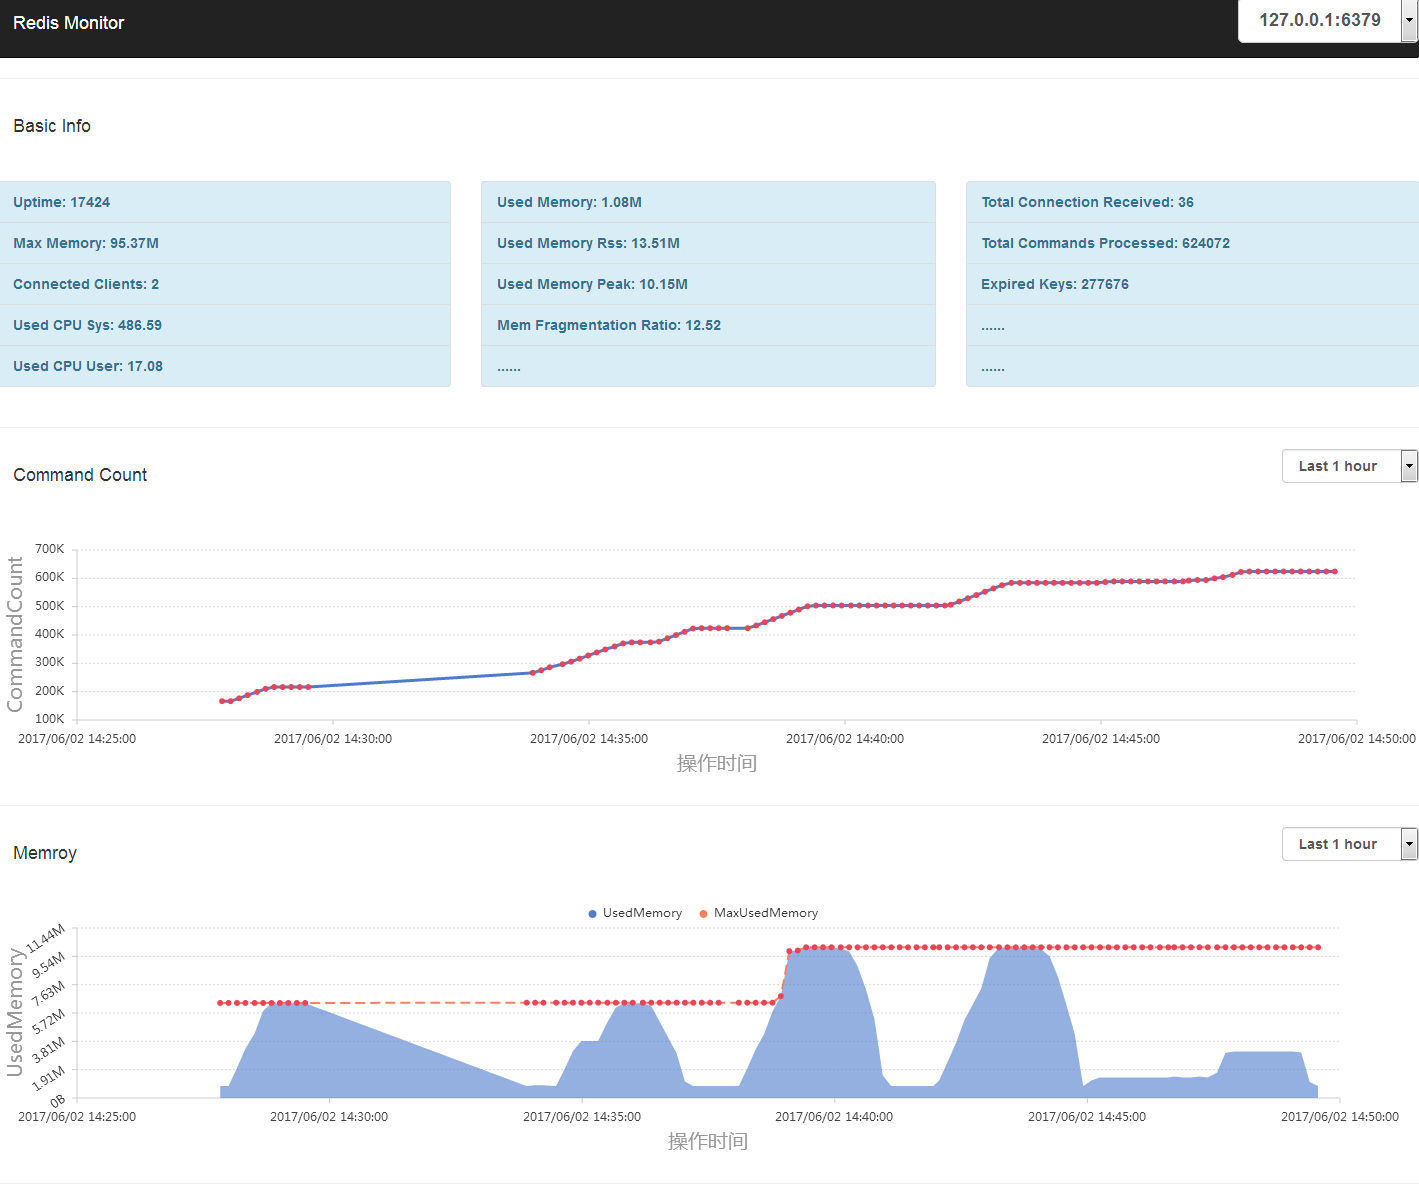 Redis Monitor
127.0.0.1:6379
Basic Info
Uptime: 17424
Max Memory: 95.37M
Connected Clients: 2
Used CPU Sys: 486.59
Used CPU User: 17.08
Used Memory: 1.08M
Used Memory Rss: 13.51M
Used Memory Peak: 10.15M
Mem Fragmentation Ratio: 12.52
......
Total Connection Received: 36
Total Commands Processed: 624072
Expired Keys: 277676
......
......
Command Count
Last 1 hour
CommandCount
700K
600K
500K
400K
300K
200K
100K
2017/06/02 14:25:00
2017/06/02 14:30:00
2017/06/02 14:35:00
2017/06/02 14:40:00
2017/06/02 14:45:00
2017/06/02 14:50:00
操作时间
Memroy
Last 1 hour
UsedMemory
MaxUsedMemory
UsedMemory
11.44M
9.54M
7.63M
5.72M
3.81M
1.91M
0B
2017/06/02 14:25:00
2017/06/02 14:30:00
2017/06/02 14:35:00
2017/06/02 14:40:00
2017/06/02 14:45:00
2017/06/02 14:50:00
操作时间